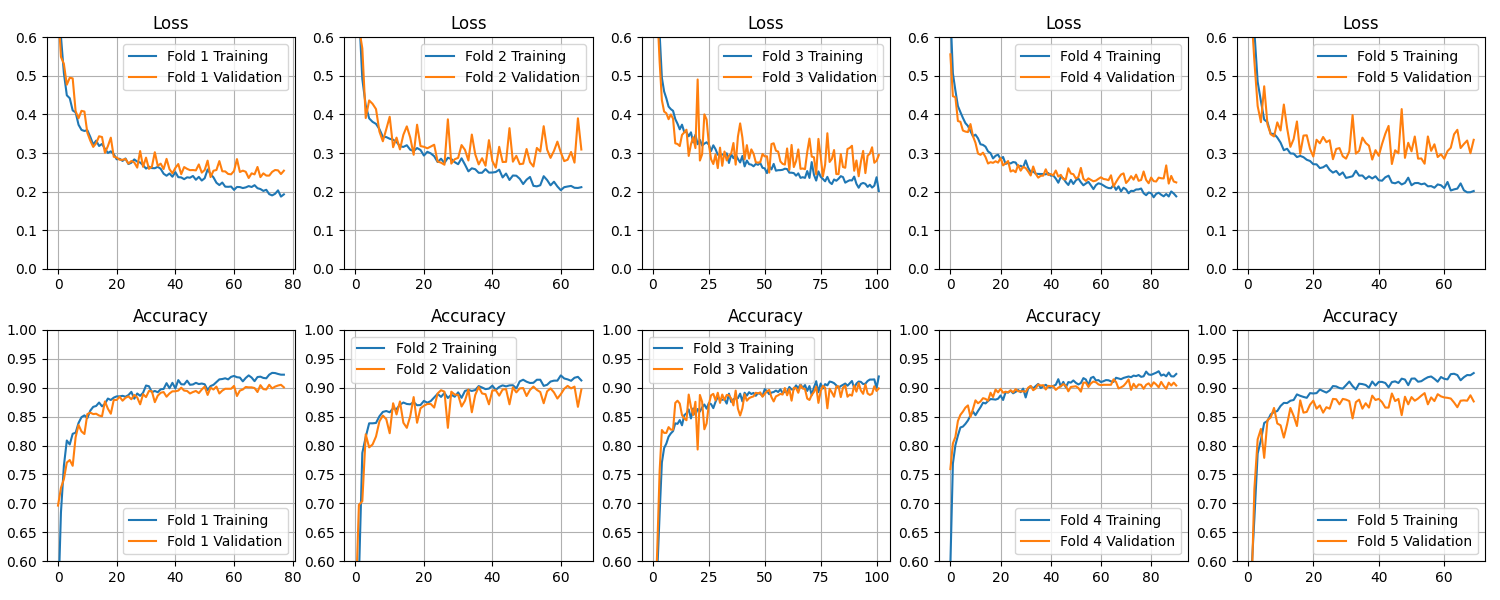 Loss
0.6
0.5
0.4
0.3
0.2
0.1
0.0
0 20 40 60 80
Fold 1 Training
Fold 1 Validation
Loss
0.6
0.5
0.4
0.3
0.2
0.1
0.0
0 20 40 60
Fold 2 Training
Fold 2 Validation
Loss
0.6
0.5
0.4
0.3
0.2
0.1
0.0
0 25 50 75 100
Fold 3 Training
Fold 3 Validation
Loss
0.6
0.5
0.4
0.3
0.2
0.1
0.0
0 20 40 60 80
Fold 4 Training
Fold 4 Validation
Loss
0.6
0.5
0.4
0.3
0.2
0.1
0.0
0 20 40 60
Fold 5 Training
Fold 5 Validation
Accuracy
1.00
0.95
0.90
0.85
0.80
0.75
0.70
0.65
0.60
0 20 40 60 80
Fold 1 Training
Fold 1 Validation
Accuracy
1.00
0.95
0.90
0.85
0.80
0.75
0.70
0.65
0.60
0 20 40 60
Fold 2 Training
Fold 2 Validation
Accuracy
1.00
0.95
0.90
0.85
0.80
0.75
0.70
0.65
0.60
0 25 50 75 100
Fold 3 Training
Fold 3 Validation
Accuracy
1.00
0.95
0.90
0.85
0.80
0.75
0.70
0.65
0.60
0 20 40 60 80
Fold 4 Training
Fold 4 Validation
Accuracy
1.00
0.95
0.90
0.85
0.80
0.75
0.70
0.65
0.60
0 20 40 60
Fold 5 Training
Fold 5 Validation